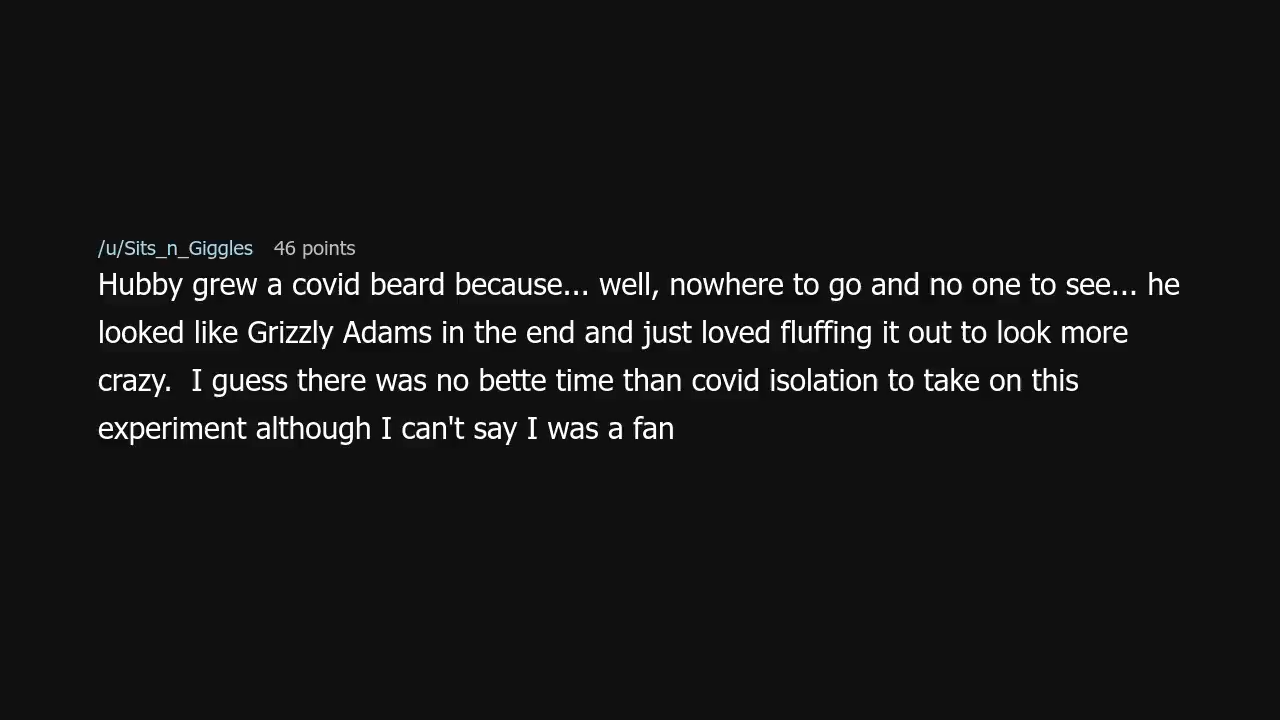 /u/Sits_n_Giggles 46 points
Hubby grew a covid beard because... well, nowhere to go and no one to see... he
looked like Grizzly Adams in the end and just loved fluffing it out to look more
crazy.  I guess there was no bette time than covid isolation to take on this
experiment although I can't say I was a fan